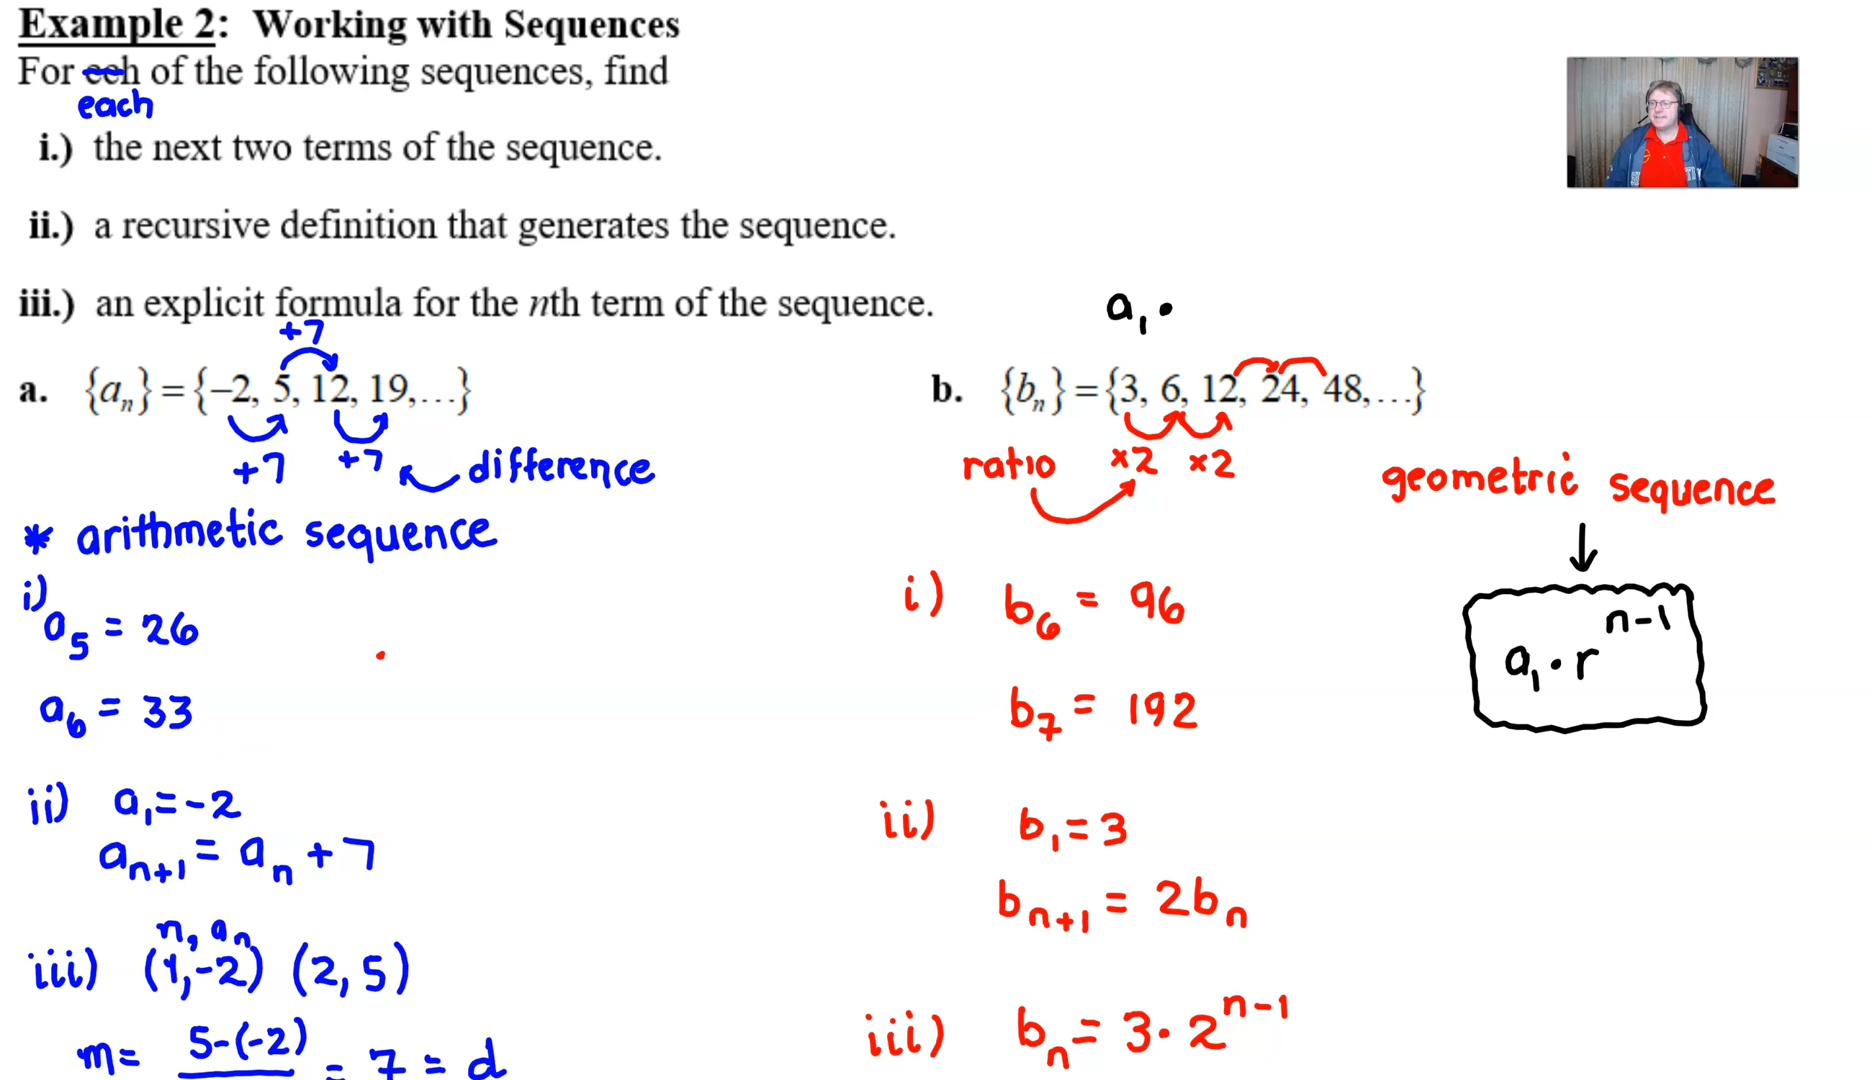 Example 2: Working with Sequences
For ech of the following sequences, find
each
i.) the next two terms of the sequence.
ii.) a recursive definition that generates the sequence.
iii.) an explicit formula for the nth term of the sequence.
a₁ •
+7
a. {aₙ} = {–2, 5, 12, 19,…}
+7 +7 difference
* arithmetic sequence
i)
a₅ = 26
a₆ = 33
ii) a₁ = -2
aₙ₊₁ = aₙ + 7
n, aₙ
iii) (1,-2) (2, 5)
m = 5-(-2) = 7 = d
b. {bₙ} = {3, 6, 12, 24, 48,…}
ratio ×2 ×2
geometric sequence
a₁ • r^(n-1)
i) b₆ = 96
b₇ = 192
ii) b₁ = 3
bₙ₊₁ = 2bₙ
iii) bₙ = 3 • 2^(n-1)